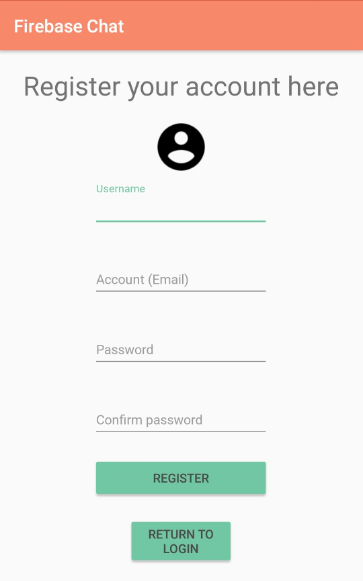 Firebase Chat
Register your account here
Username
Account (Email)
Password
Confirm password
REGISTER
RETURN TO
LOGIN